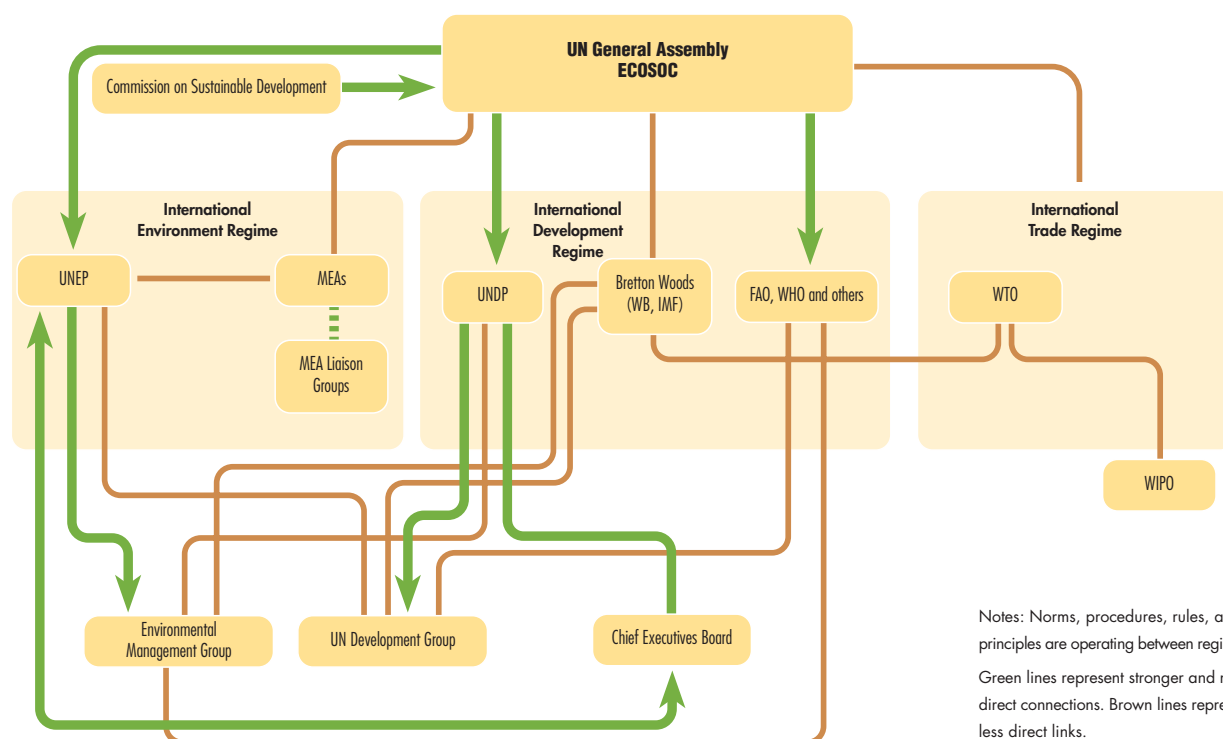 UN General Assembly
ECOSOC
Commission on Sustainable Development
International
Environment Regime
International
Development
Regime
International
Trade Regime
UNEP
MEAs
UNDP
Bretton Woods
(WB, IMF)
FAO, WHO and others
WTO
MEA Liaison
Groups
WIPO
Environmental
Management Group
UN Development Group
Chief Executives Board
Notes: Norms, procedures, rules,
principles are operating between
Green lines represent stronger and
direct connections. Brown lines
less direct links.